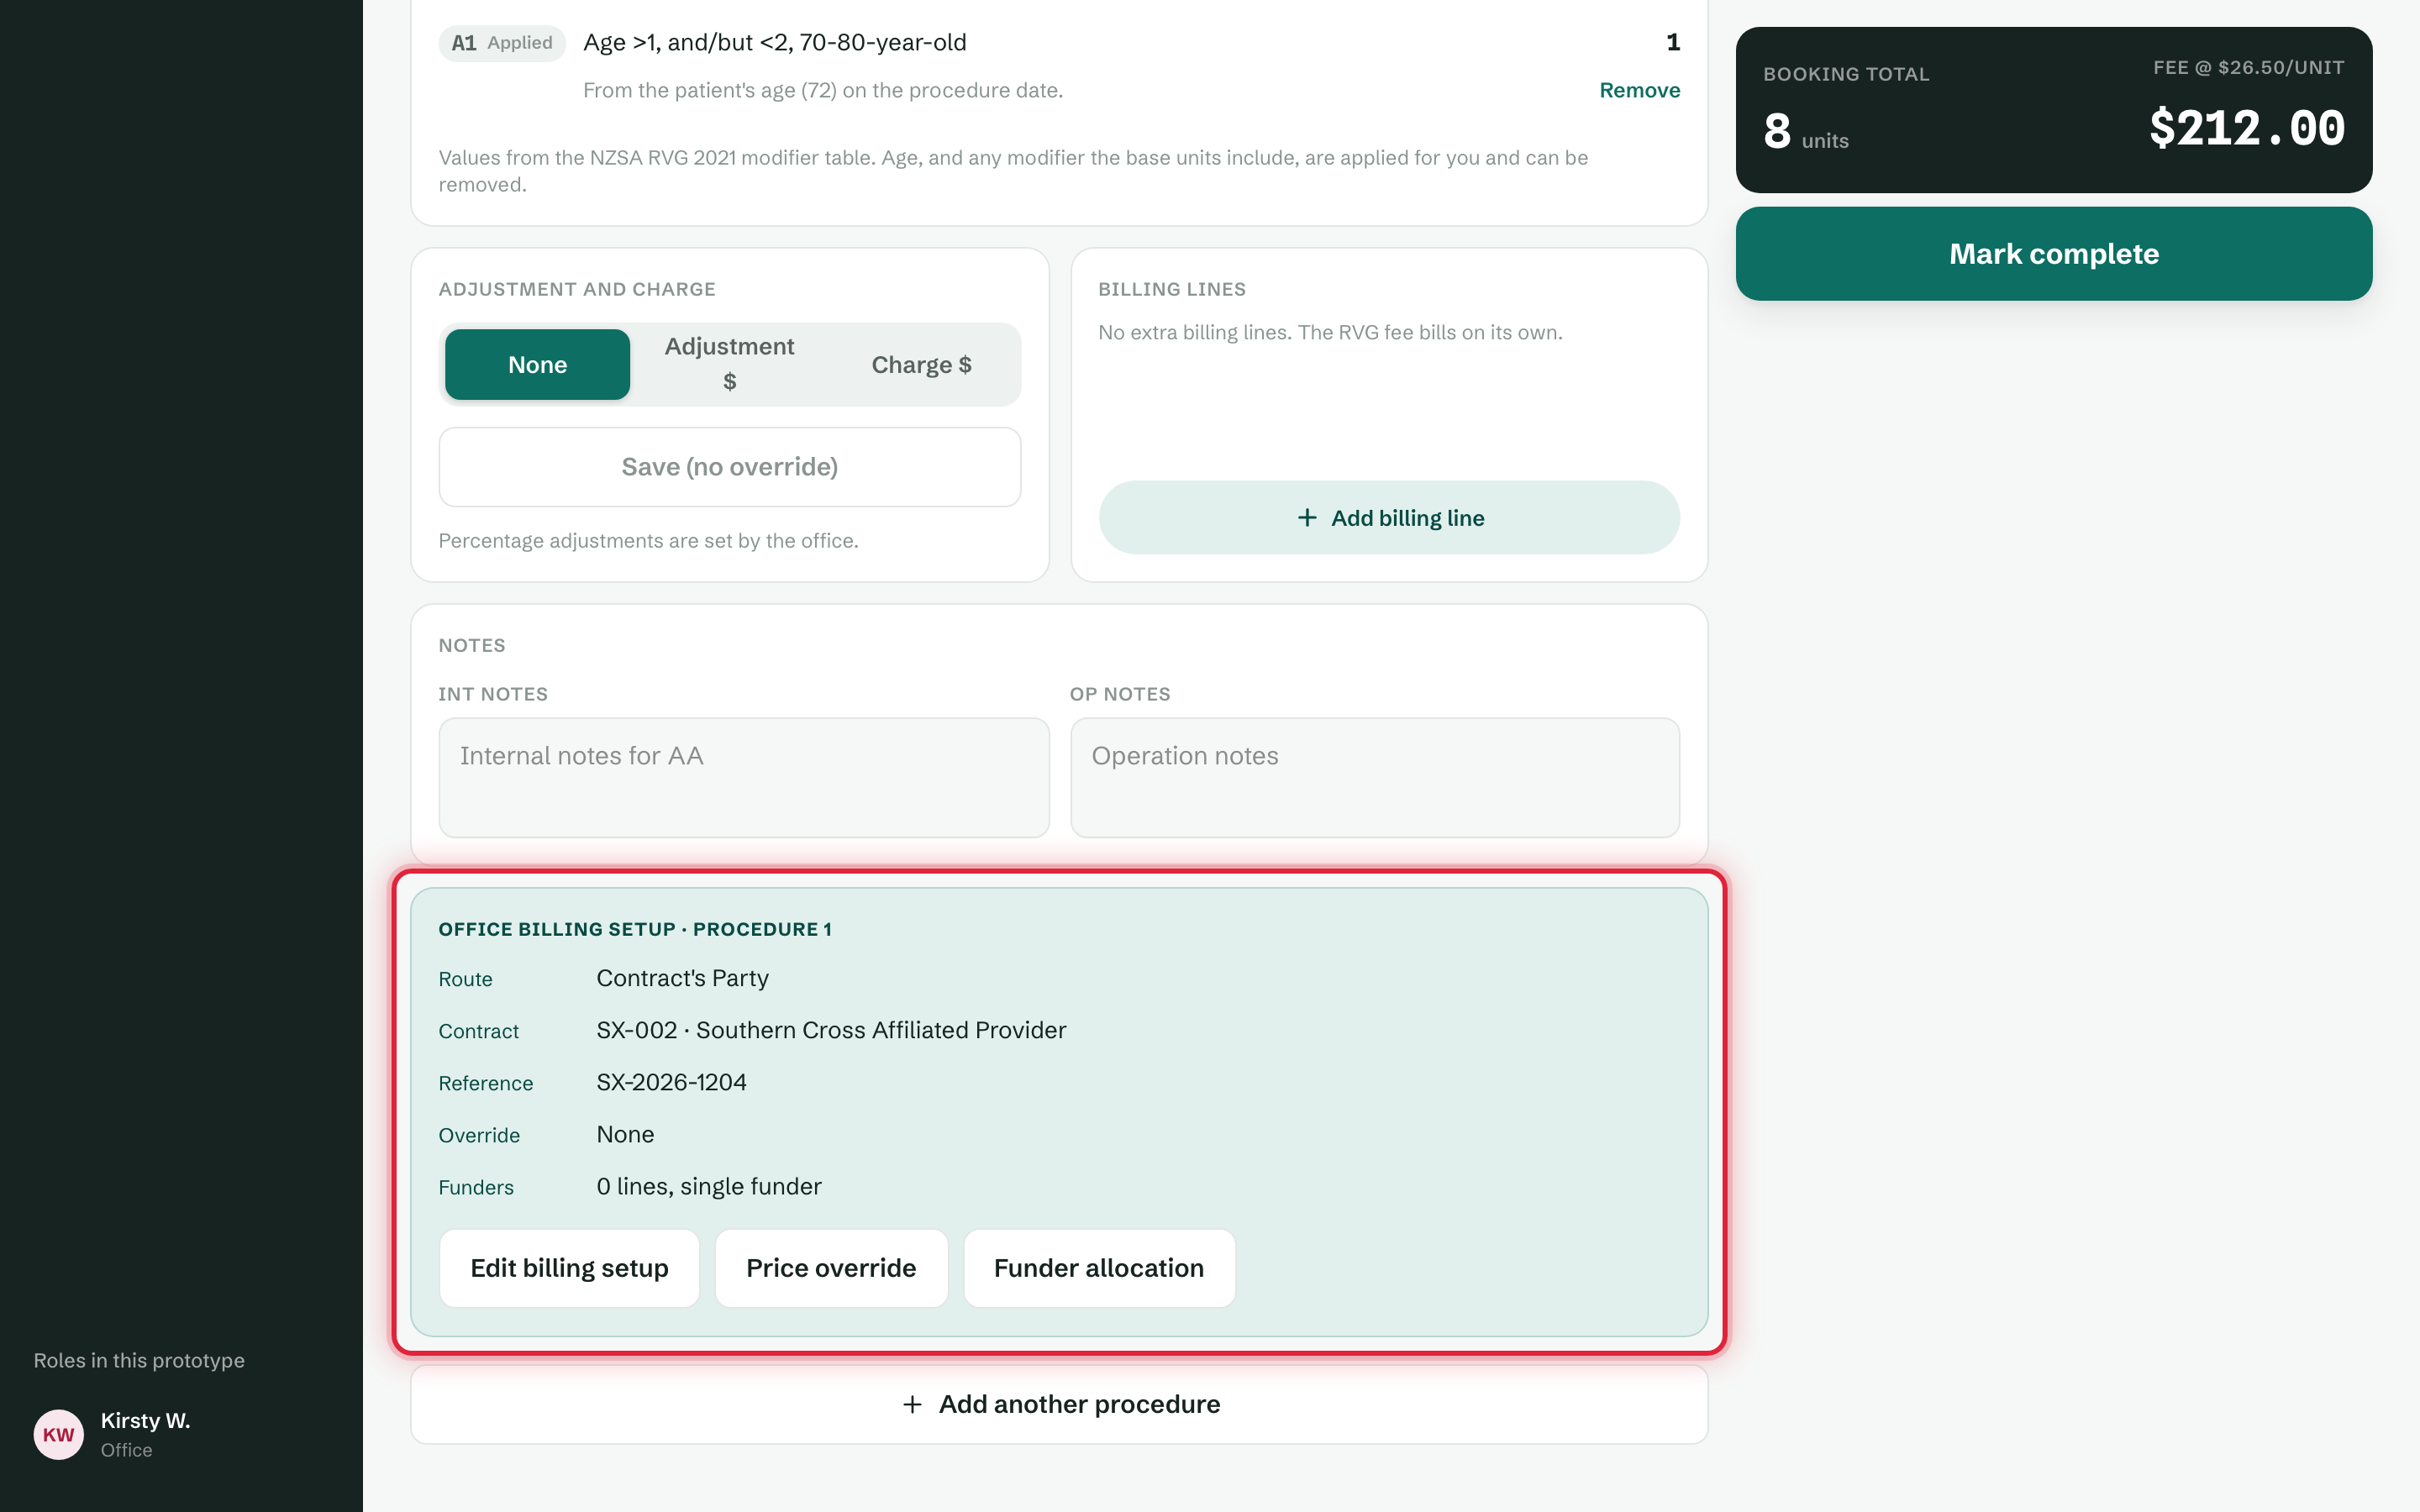 A1 Applied Age >1, and/but <2, 70-80-year-old 1
From the patient's age (72) on the procedure date. Remove
Values from the NZSA RVG 2021 modifier table. Age, and any modifier the base units include, are applied for you and can be
removed.
BOOKING TOTAL FEE @ $26.50/UNIT
8 units $212.00
Mark complete
ADJUSTMENT AND CHARGE
None Adjustment $ Charge $
Save (no override)
Percentage adjustments are set by the office.
BILLING LINES
No extra billing lines. The RVG fee bills on its own.
+ Add billing line
NOTES
INT NOTES
Internal notes for AA
OP NOTES
Operation notes
OFFICE BILLING SETUP · PROCEDURE 1
Route Contract's Party
Contract SX-002 · Southern Cross Affiliated Provider
Reference SX-2026-1204
Override None
Funders 0 lines, single funder
Edit billing setup Price override Funder allocation
+ Add another procedure
Roles in this prototype
KW Kirsty W.
Office